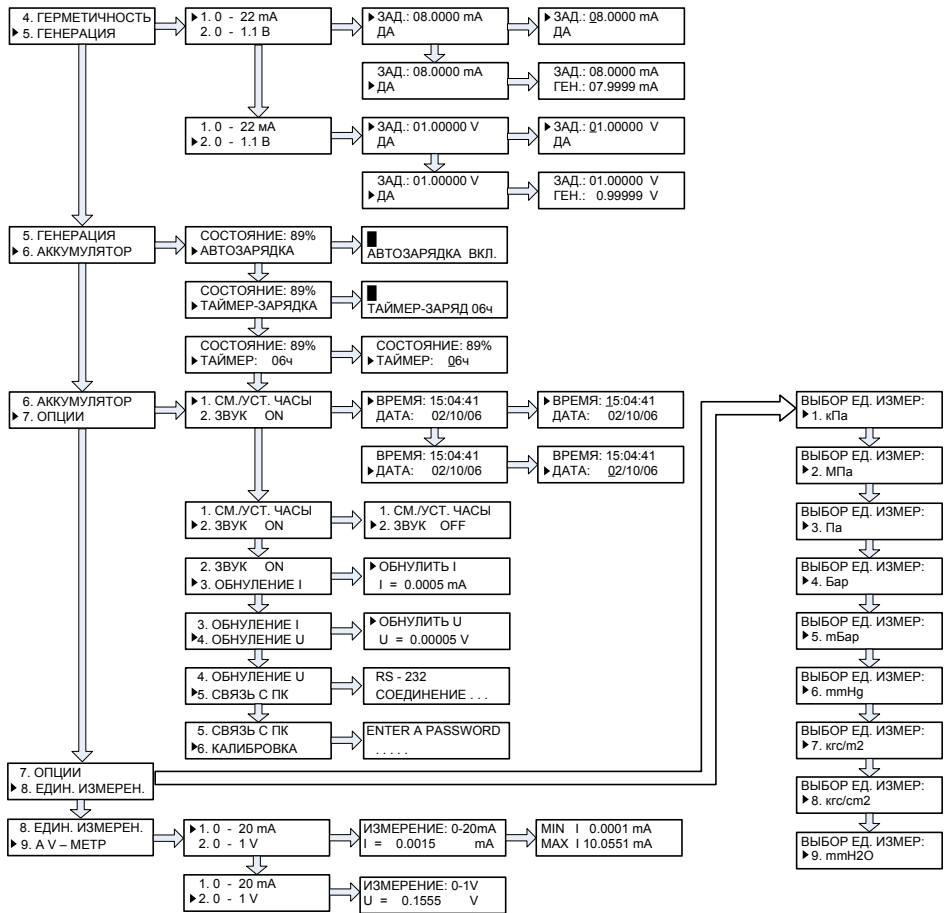 4. ГЕРМЕТИЧНОСТЬ
▶ 5. ГЕНЕРАЦИЯ
▶ 1. 0 - 22 mA
2. 0 - 1.1 В
▶ ЗАД.: 08.0000 mA
ДА
▶ ЗАД.: 08.0000 mA
ДА
ЗАД.: 08.0000 mA
▶ ДА
ЗАД.: 08.0000 mA
ГЕН.: 07.9999 mA
1. 0 - 22 мА
▶ 2. 0 - 1.1 В
▶ ЗАД.: 01.00000 V
ДА
▶ ЗАД.: 01.00000 V
ДА
ЗАД.: 01.00000 V
▶ ДА
ЗАД.: 01.00000 V
ГЕН.: 0.99999 V
5. ГЕНЕРАЦИЯ
▶ 6. АККУМУЛЯТОР
СОСТОЯНИЕ: 89%
▶ АВТОЗАРЯДКА
АВТОЗАРЯДКА ВКЛ.
СОСТОЯНИЕ: 89%
▶ ТАЙМЕР-ЗАРЯДКА
ТАЙМЕР-ЗАРЯД 06ч
СОСТОЯНИЕ: 89%
▶ ТАЙМЕР: 06ч
СОСТОЯНИЕ: 89%
▶ ТАЙМЕР: 06ч
6. АККУМУЛЯТОР
▶ 7. ОПЦИИ
▶ 1. СМ./УСТ. ЧАСЫ
2. ЗВУК ON
▶ ВРЕМЯ: 15:04:41
ДАТА: 02/10/06
▶ ВРЕМЯ: 15:04:41
ДАТА: 02/10/06
ВРЕМЯ: 15:04:41
▶ ДАТА: 02/10/06
ВРЕМЯ: 15:04:41
▶ ДАТА: 02/10/06
1. СМ./УСТ. ЧАСЫ
▶ 2. ЗВУК ON
1. СМ./УСТ. ЧАСЫ
▶ 2. ЗВУК OFF
2. ЗВУК ON
▶ 3. ОБНУЛЕНИЕ I
▶ ОБНУЛИТЬ I
I = 0.0005 mA
3. ОБНУЛЕНИЕ I
▶ 4. ОБНУЛЕНИЕ U
▶ ОБНУЛИТЬ U
U = 0.00005 V
4. ОБНУЛЕНИЕ U
▶ 5. СВЯЗЬ С ПК
RS - 232
СОЕДИНЕНИЕ . . .
5. СВЯЗЬ С ПК
▶ 6. КАЛИБРОВКА
ENTER A PASSWORD
. . . . .
7. ОПЦИИ
▶ 8. ЕДИН. ИЗМЕРЕН.
8. ЕДИН. ИЗМЕРЕН.
▶ 9. A V – МЕТР
▶ 1. 0 - 20 mA
2. 0 - 1 V
ИЗМЕРЕНИЕ: 0-20mA
I = 0.0015 mA
MIN I 0.0001 mA
MAX I 10.0551 mA
1. 0 - 20 mA
▶ 2. 0 - 1 V
ИЗМЕРЕНИЕ: 0-1V
U = 0.1555 V
ВЫБОР ЕД. ИЗМЕР:
▶ 1. кПа
ВЫБОР ЕД. ИЗМЕР:
▶ 2. МПа
ВЫБОР ЕД. ИЗМЕР:
▶ 3. Па
ВЫБОР ЕД. ИЗМЕР:
▶ 4. Бар
ВЫБОР ЕД. ИЗМЕР:
▶ 5. mБар
ВЫБОР ЕД. ИЗМЕР:
▶ 6. mmHg
ВЫБОР ЕД. ИЗМЕР:
▶ 7. кгс/m2
ВЫБОР ЕД. ИЗМЕР:
▶ 8. кгс/cm2
ВЫБОР ЕД. ИЗМЕР:
▶ 9. mmH2O